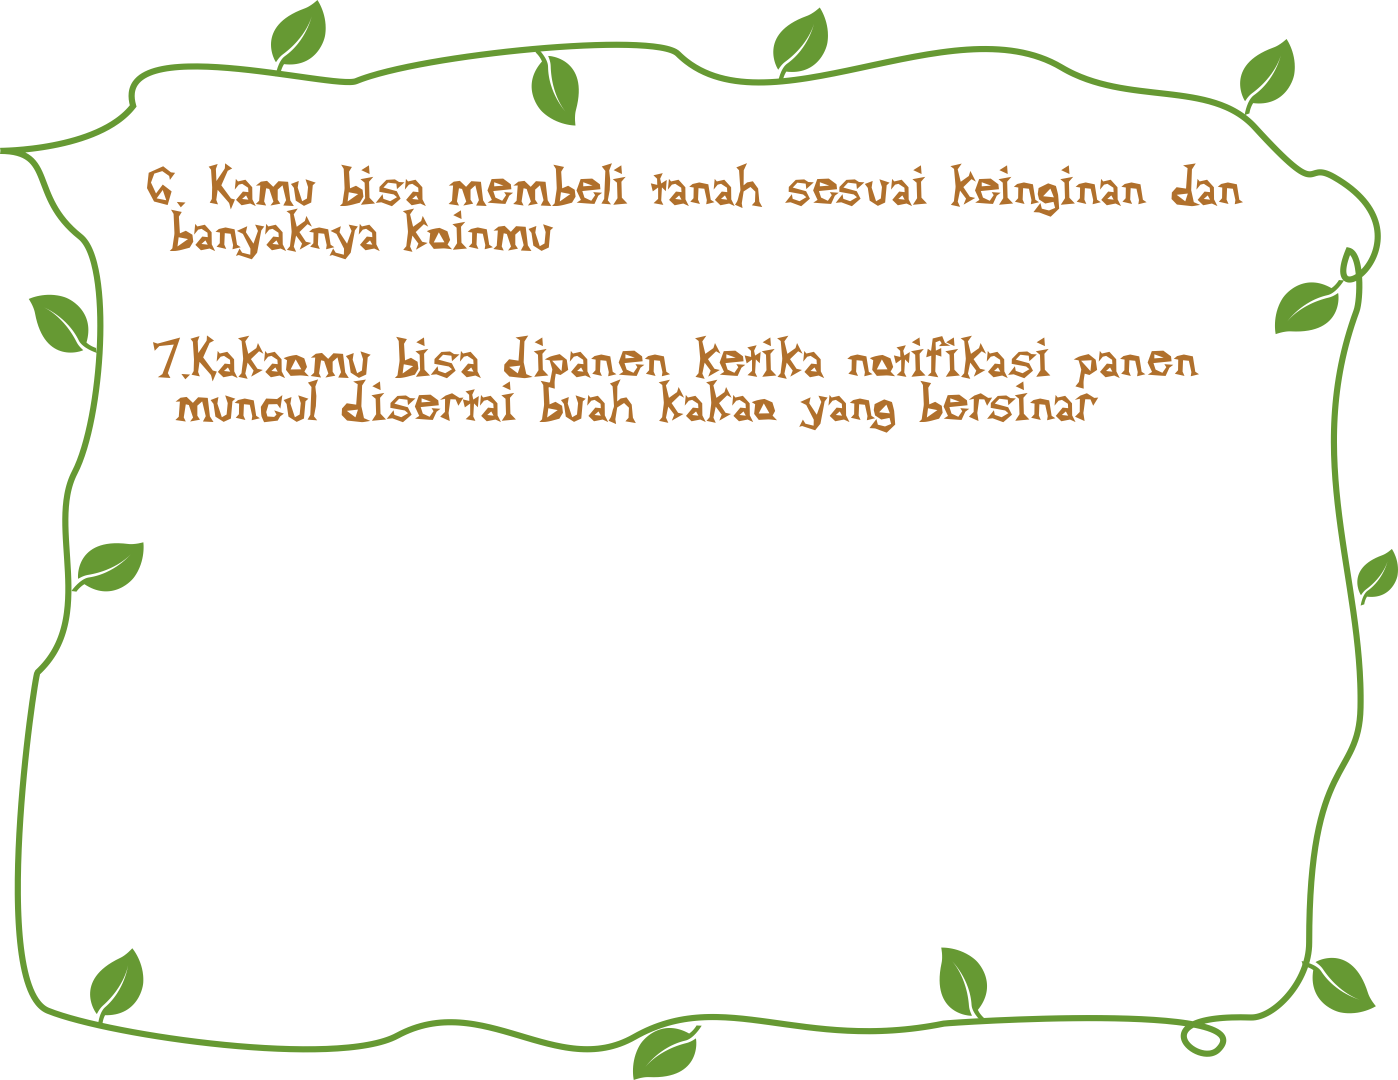 6. Kamu bisa membeli tanah sesuai keinginan dan
banyaknya koinmu
7.Kakaomu bisa dipanen ketika notifikasi panen
muncul disertai buah kakao yang bersinar